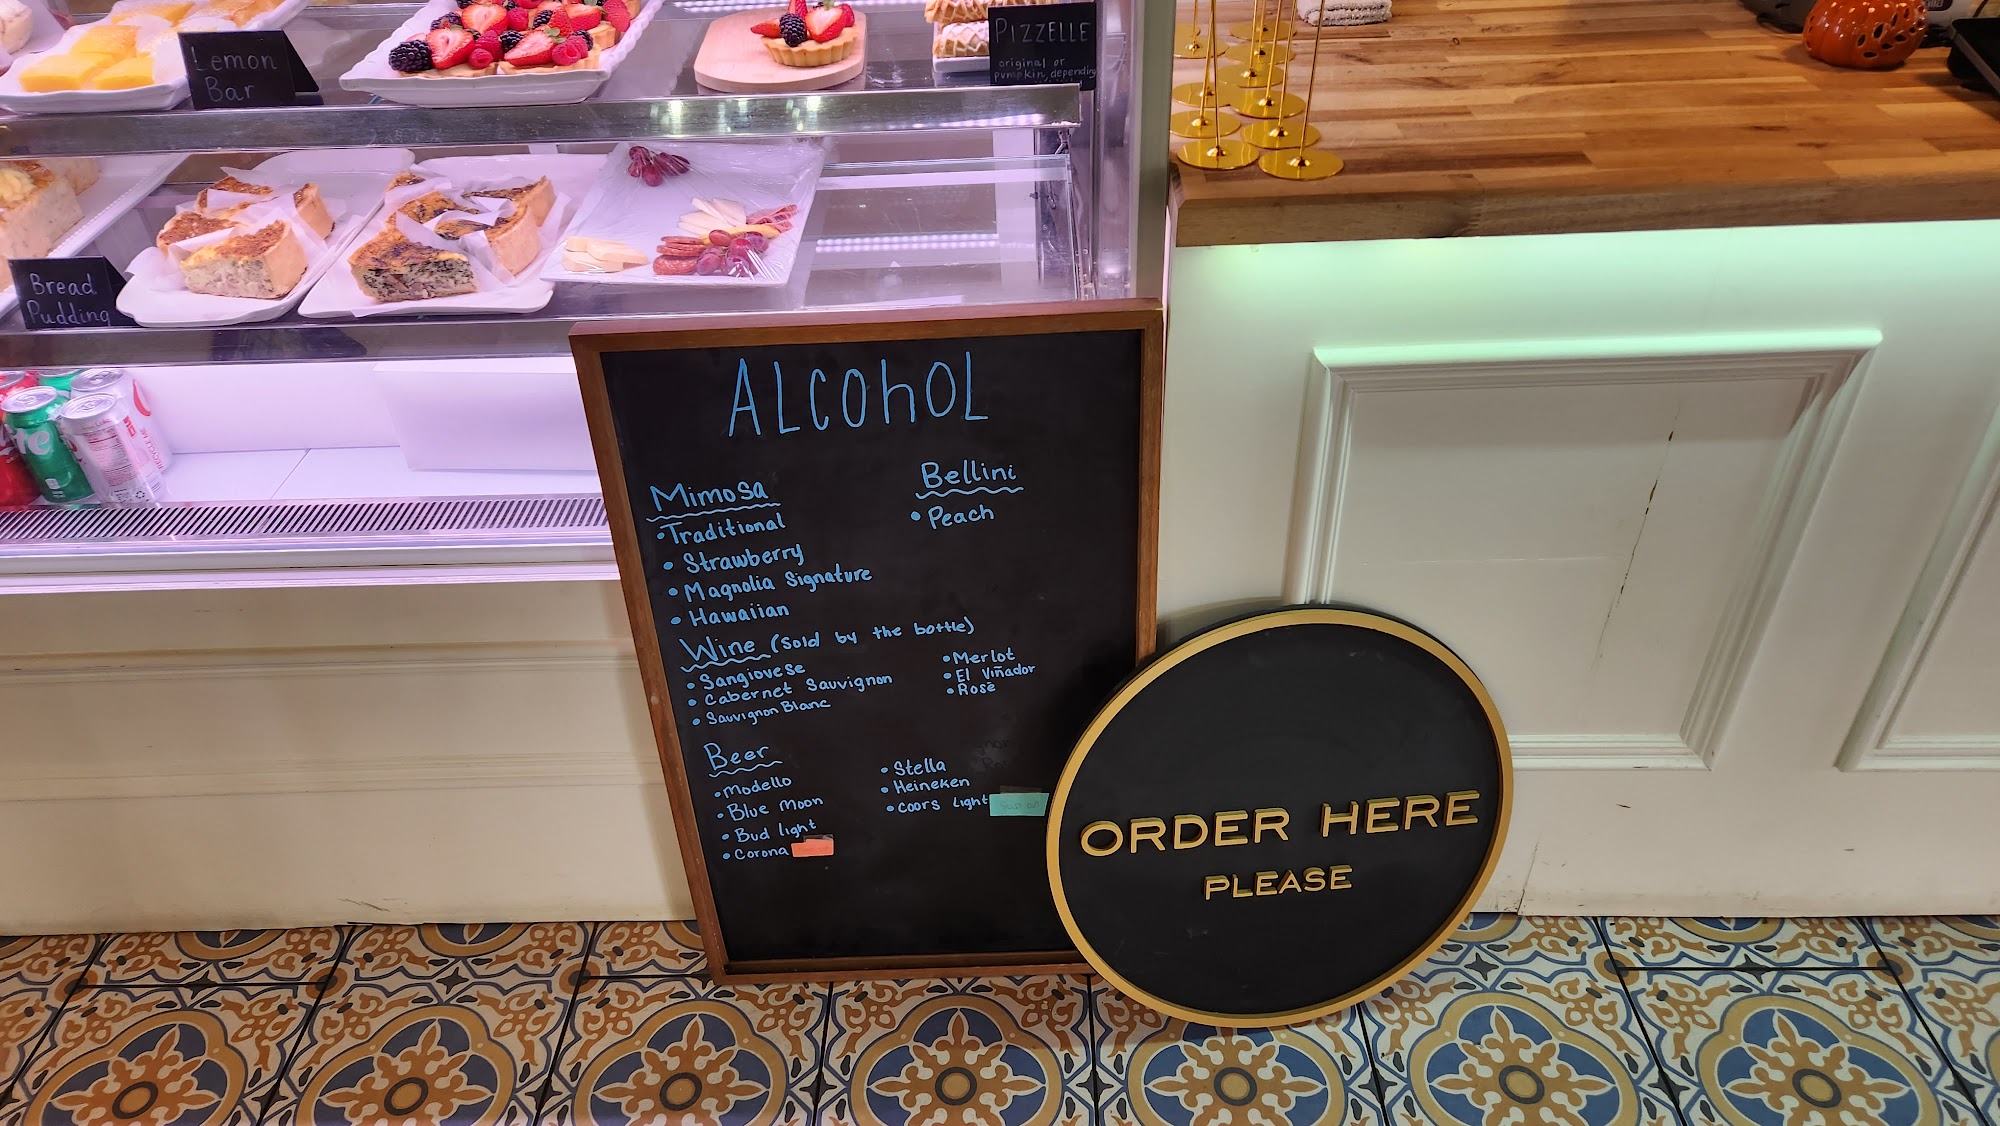 Lemon
Bar
PIZZELLE
original or
pumpkin, depending
Bread
Pudding
ALCOhOL
Mimosa
• Traditional
• Strawberry
• Magnolia Signature
• Hawaiian
Bellini
• Peach
Wine (Sold by the bottle)
• Sangiovese
• Cabernet Sauvignon
• Sauvignon Blanc
• Merlot
• El Viñador
• Rosé
Beer
• Modello
• Blue Moon
• Bud light
• Corona
• Stella
• Heineken
• Coors Light
ORDER HERE
PLEASE